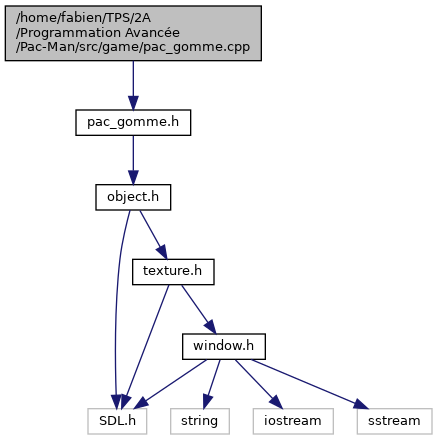 /home/fabien/TPS/2A
/Programmation Avancée
/Pac-Man/src/game/pac_gomme.cpp
pac_gomme.h
object.h
texture.h
window.h
SDL.h
string
iostream
sstream